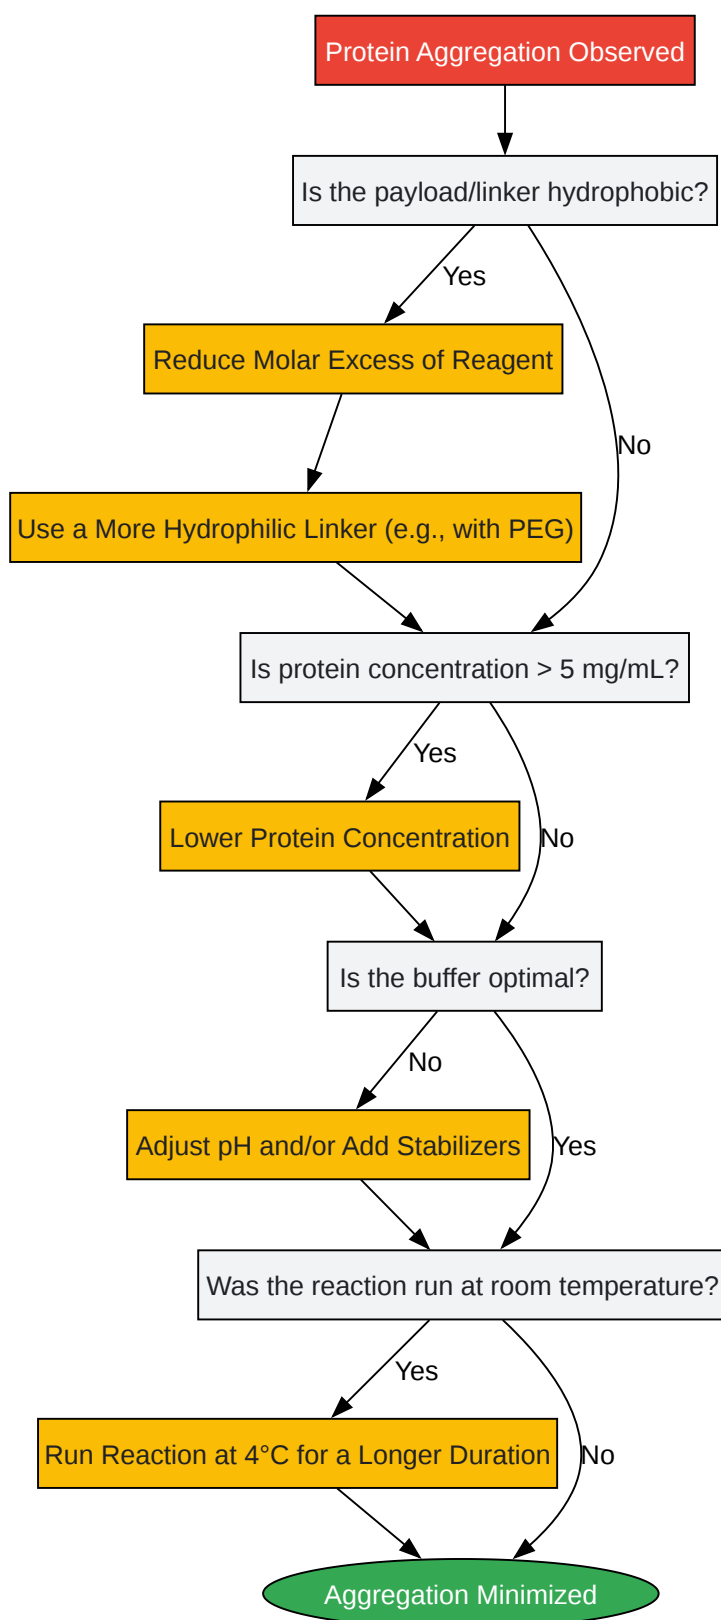 Protein Aggregation Observed
Is the payload/linker hydrophobic?
Yes
Reduce Molar Excess of Reagent
No
Use a More Hydrophilic Linker (e.g., with PEG)
Is protein concentration > 5 mg/mL?
Yes
Lower Protein Concentration
No
Is the buffer optimal?
No
Adjust pH and/or Add Stabilizers
Yes
Was the reaction run at room temperature?
Yes
Run Reaction at 4°C for a Longer Duration
No
Aggregation Minimized